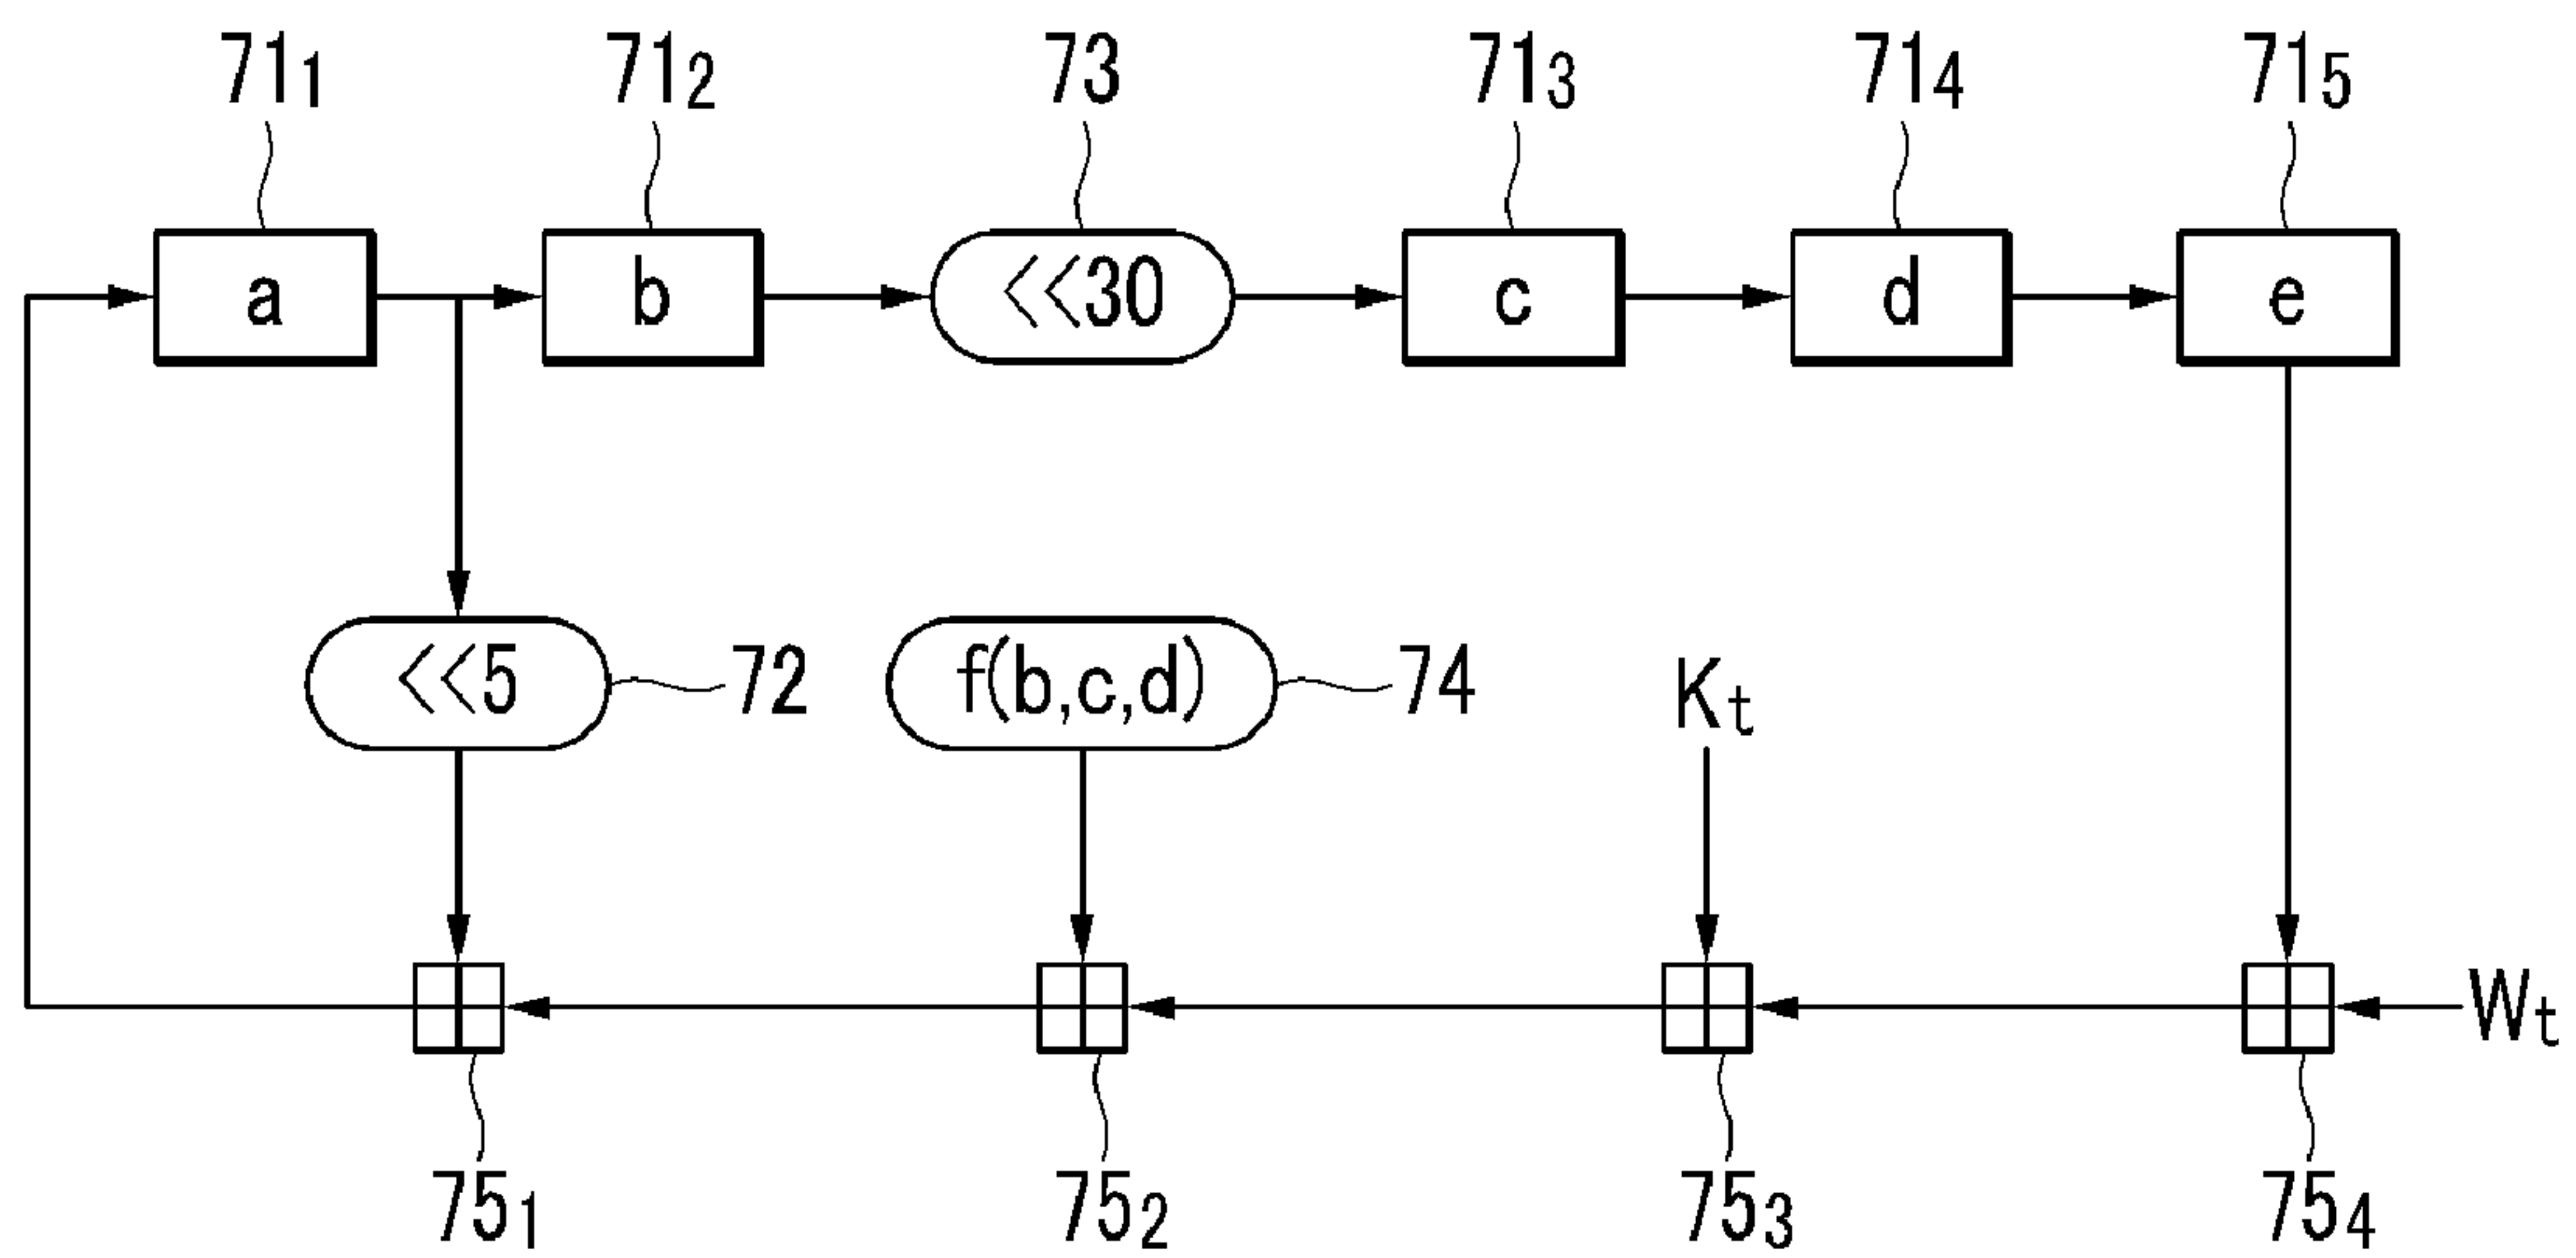 71₁ 71₂ 73 71₃ 71₄ 71₅
a b <<30 c d e
<<5 72 f(b,c,d) 74 Kₜ
Wₜ
75₁ 75₂ 75₃ 75₄